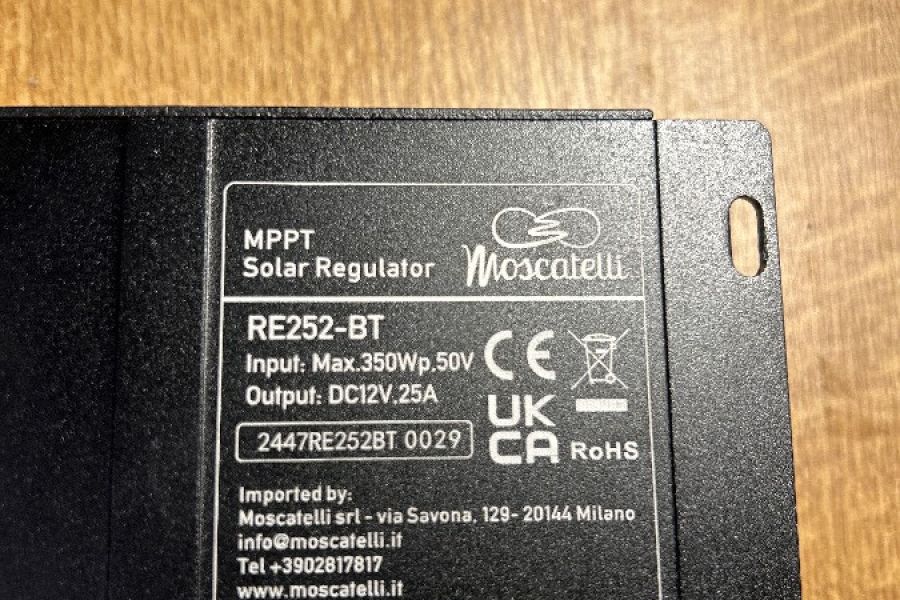 MPPT
Solar Regulator
Moscatelli
RE252-BT
Input: Max.350Wp,50V
Output: DC12V,25A
CE
UK
CA
RoHS
2447RE252BT 0029
Imported by:
Moscatelli srl - via Savona, 129- 20144 Milano
info@moscatelli.it
Tel +3902817817
www.moscatelli.it